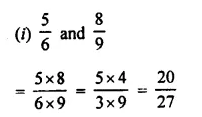 (i) 5/6 and 8/9
= 5×8/6×9 = 5×4/3×9 = 20/27